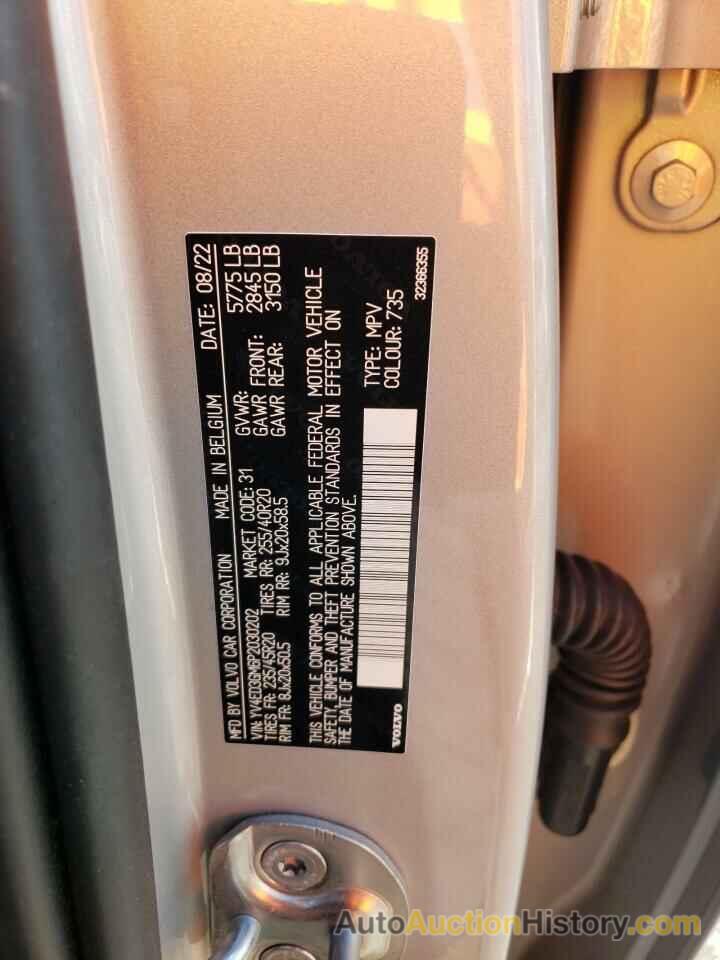 MFD BY VOLVO CAR CORPORATION MADE IN BELGIUM DATE: 08/22
VIN: YV4ED3GM6P2030202 MARKET CODE: 31 GVWR: 5775 LB
TIRES FR: 235/45R20 TIRES RR: 255/40R20 GAWR FRONT: 2845 LB
RIM FR: 8Jx20x50.5 RIM RR: 9Jx20x58.5 GAWR REAR: 3150 LB
THIS VEHICLE CONFORMS TO ALL APPLICABLE FEDERAL MOTOR VEHICLE
SAFETY, BUMPER AND THEFT PREVENTION STANDARDS IN EFFECT ON
THE DATE OF MANUFACTURE SHOWN ABOVE.
TYPE: MPV
COLOUR: 735
VOLVO 32366355
AutoAuctionHistory.com